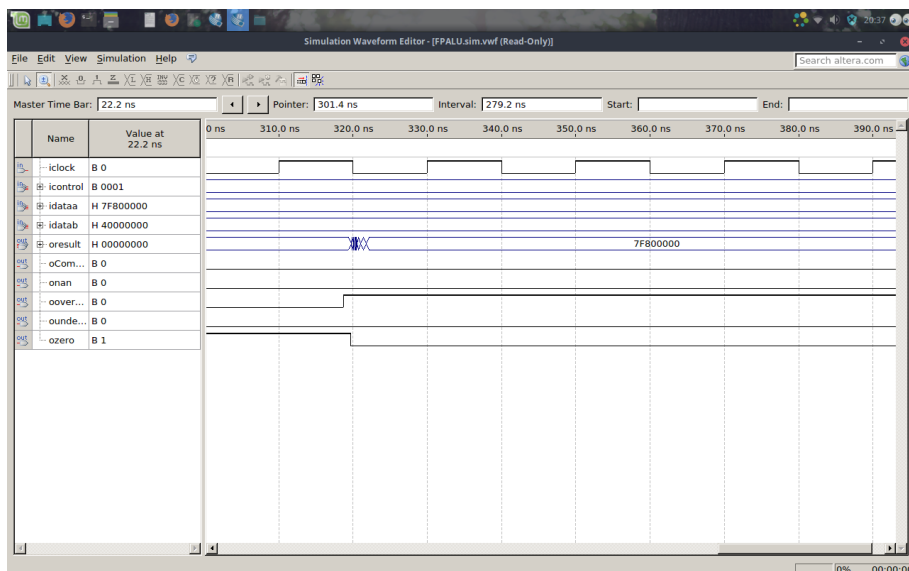 20:37
Simulation Waveform Editor - [FPALU.sim.vwf (Read-Only)]
File Edit View Simulation Help
Search altera.com
Master Time Bar: 22.2 ns Pointer: 301.4 ns Interval: 279.2 ns Start: End:
Name Value at 22.2 ns
0 ns 310.0 ns 320.0 ns 330.0 ns 340.0 ns 350.0 ns 360.0 ns 370.0 ns 380.0 ns 390.0 ns
iclock B 0
icontrol B 0001
idataa H 7F800000
idatab H 40000000
oresult H 00000000 7F800000
oCom... B 0
onan B 0
oover... B 0
ounde... B 0
ozero B 1
0% 00:00:0